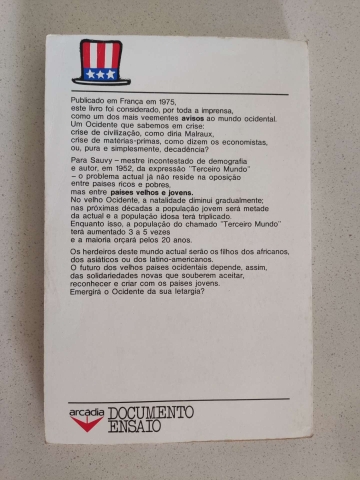 Publicado em França em 1975,
este livro foi considerado, por toda a imprensa,
como um dos mais veementes avisos ao mundo ocidental.
Um Ocidente que sabemos em crise:
crise de civilização, como diria Malraux,
crise de matérias-primas, como dizem os economistas,
ou, pura e simplesmente, decadência?
Para Sauvy – mestre incontestado de demografia
e autor, em 1952, da expressão "Terceiro Mundo"
– o problema actual já não reside na oposição
entre países ricos e pobres,
mas entre países velhos e jovens.
No velho Ocidente, a natalidade diminui gradualmente;
nas próximas décadas a população jovem será metade
da actual e a população idosa terá triplicado.
Enquanto isso, a população do chamado "Terceiro Mundo"
terá aumentado 3 a 5 vezes
e a maioria orçará pelos 20 anos.
Os herdeiros deste mundo actual serão os filhos dos africanos,
dos asiáticos ou dos latino-americanos.
O futuro dos velhos países ocidentais depende, assim,
das solidariedades novas que souberem aceitar,
reconhecer e criar com os países jovens.
Emergirá o Ocidente da sua letargia?
arcádia DOCUMENTO
ENSAIO